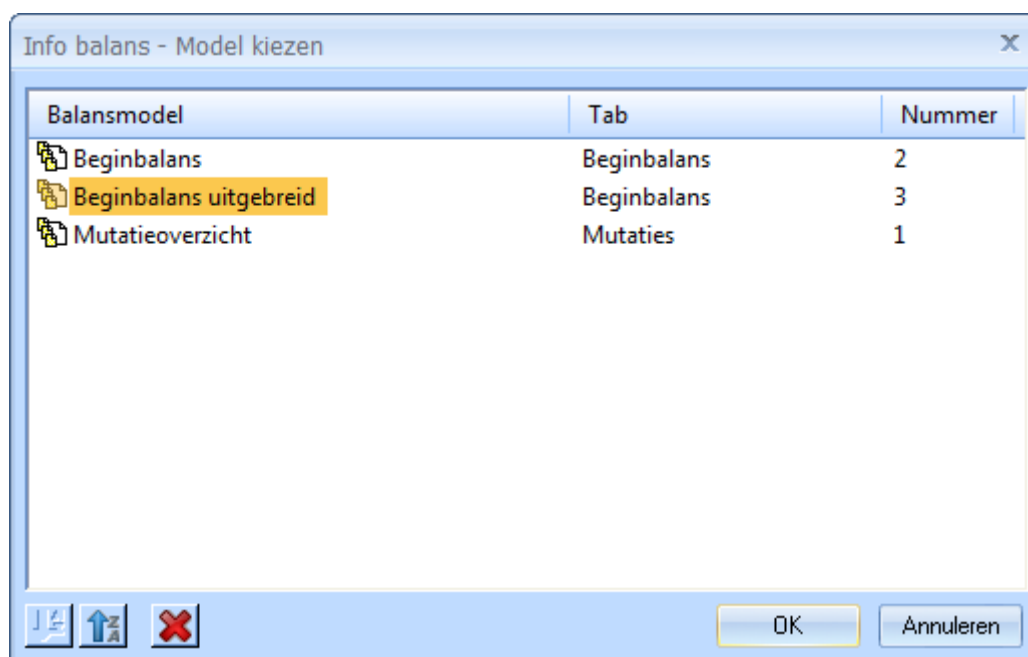 Info balans - Model kiezen
Balansmodel Tab Nummer
Beginbalans Beginbalans 2
Beginbalans uitgebreid Beginbalans 3
Mutatieoverzicht Mutaties 1
Z
A
OK Annuleren